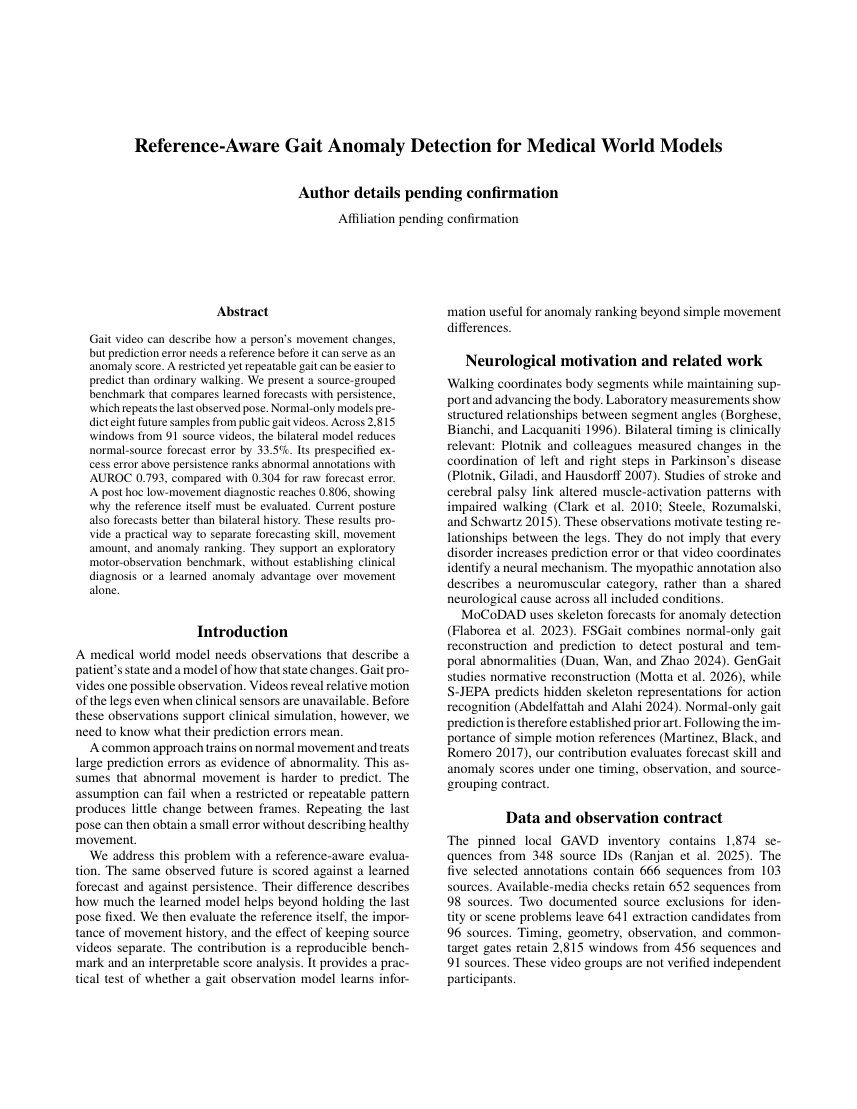 Reference-Aware Gait Anomaly Detection for Medical World Models
Author details pending confirmation
Affiliation pending confirmation
Abstract
Gait video can describe how a person's movement changes,
but prediction error needs a reference before it can serve as an
anomaly score. A restricted yet repeatable gait can be easier to
predict than ordinary walking. We present a source-grouped
benchmark that compares learned forecasts with persistence,
which repeats the last observed pose. Normal-only models pre-
dict eight future samples from public gait videos. Across 2,815
windows from 91 source videos, the bilateral model reduces
normal-source forecast error by 33.5%. Its prespecified ex-
cess error above persistence ranks abnormal annotations with
AUROC 0.793, compared with 0.304 for raw forecast error.
A post hoc low-movement diagnostic reaches 0.806, showing
why the reference itself must be evaluated. Current posture
also forecasts better than bilateral history. These results pro-
vide a practical way to separate forecasting skill, movement
amount, and anomaly ranking. They support an exploratory
motor-observation benchmark, without establishing clinical
diagnosis or a learned anomaly advantage over movement
alone.
Introduction
A medical world model needs observations that describe a
patient's state and a model of how that state changes. Gait pro-
vides one possible observation. Videos reveal relative motion
of the legs even when clinical sensors are unavailable. Before
these observations support clinical simulation, however, we
need to know what their prediction errors mean.
A common approach trains on normal movement and treats
large prediction errors as evidence of abnormality. This as-
sumes that abnormal movement is harder to predict. The
assumption can fail when a restricted or repeatable pattern
produces little change between frames. Repeating the last
pose can then obtain a small error without describing healthy
movement.
We address this problem with a reference-aware evalua-
tion. The same observed future is scored against a learned
forecast and against persistence. Their difference describes
how much the learned model helps beyond holding the last
pose fixed. We then evaluate the reference itself, the impor-
tance of movement history, and the effect of keeping source
videos separate. The contribution is a reproducible bench-
mark and an interpretable score analysis. It provides a prac-
tical test of whether a gait observation model learns infor-
mation useful for anomaly ranking beyond simple movement
differences.
Neurological motivation and related work
Walking coordinates body segments while maintaining sup-
port and advancing the body. Laboratory measurements show
structured relationships between segment angles (Borghese,
Bianchi, and Lacquaniti 1996). Bilateral timing is clinically
relevant: Plotnik and colleagues measured changes in the
coordination of left and right steps in Parkinson's disease
(Plotnik, Giladi, and Hausdorff 2007). Studies of stroke and
cerebral palsy link altered muscle-activation patterns with
impaired walking (Clark et al. 2010; Steele, Rozumalski,
and Schwartz 2015). These observations motivate testing re-
lationships between the legs. They do not imply that every
disorder increases prediction error or that video coordinates
identify a neural mechanism. The myopathic annotation also
describes a neuromuscular category, rather than a shared
neurological cause across all included conditions.
MoCoDAD uses skeleton forecasts for anomaly detection
(Flaborea et al. 2023). FSGait combines normal-only gait
reconstruction and prediction to detect postural and tem-
poral abnormalities (Duan, Wan, and Zhao 2024). GenGait
studies normative reconstruction (Motta et al. 2026), while
S-JEPA predicts hidden skeleton representations for action
recognition (Abdelfattah and Alahi 2024). Normal-only gait
prediction is therefore established prior art. Following the im-
portance of simple motion references (Martinez, Black, and
Romero 2017), our contribution evaluates forecast skill and
anomaly scores under one timing, observation, and source-
grouping contract.
Data and observation contract
The pinned local GAVD inventory contains 1,874 se-
quences from 348 source IDs (Ranjan et al. 2025). The
five selected annotations contain 666 sequences from 103
sources. Available-media checks retain 652 sequences from
98 sources. Two documented source exclusions for iden-
tity or scene problems leave 641 extraction candidates from
96 sources. Timing, geometry, observation, and common-
target gates retain 2,815 windows from 456 sequences and
91 sources. These video groups are not verified independent
participants.